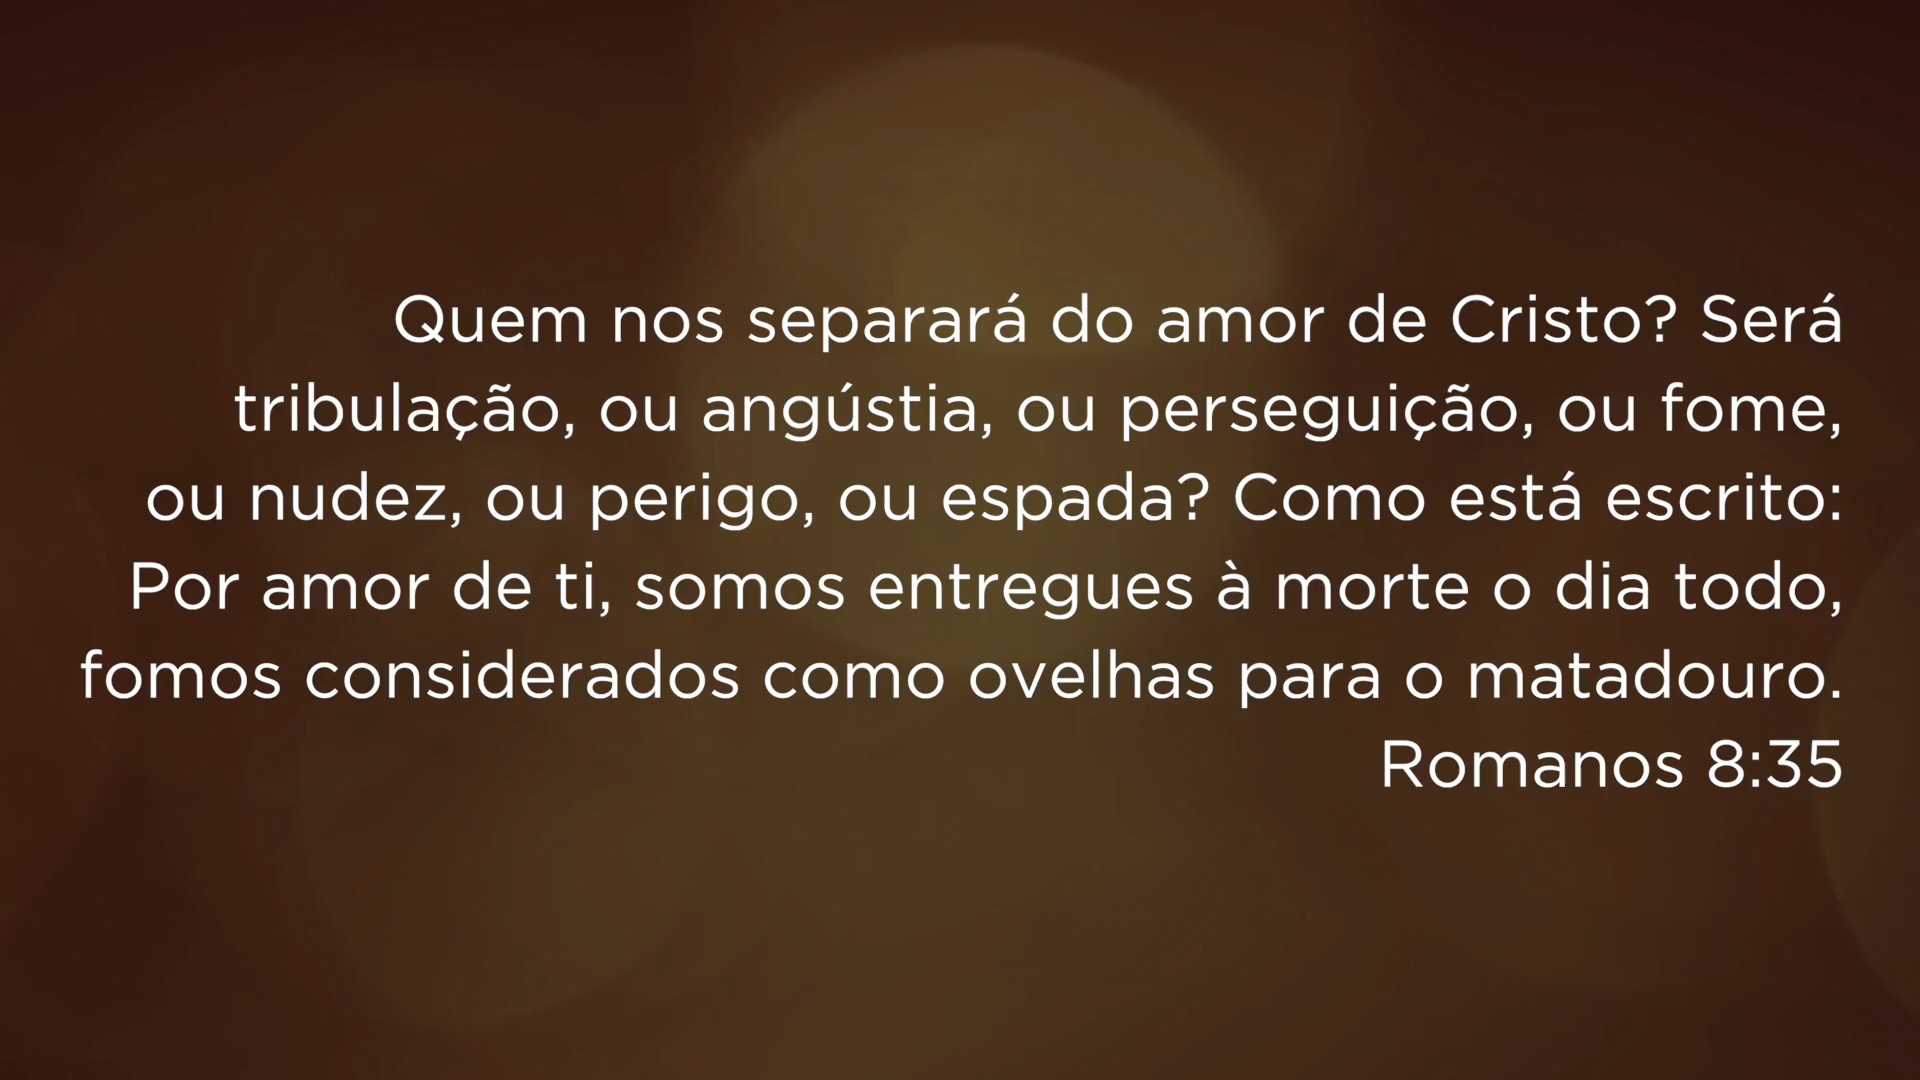 Quem nos separará do amor de Cristo? Será
tribulação, ou angústia, ou perseguição, ou fome,
ou nudez, ou perigo, ou espada? Como está escrito:
Por amor de ti, somos entregues à morte o dia todo,
fomos considerados como ovelhas para o matadouro.
Romanos 8:35